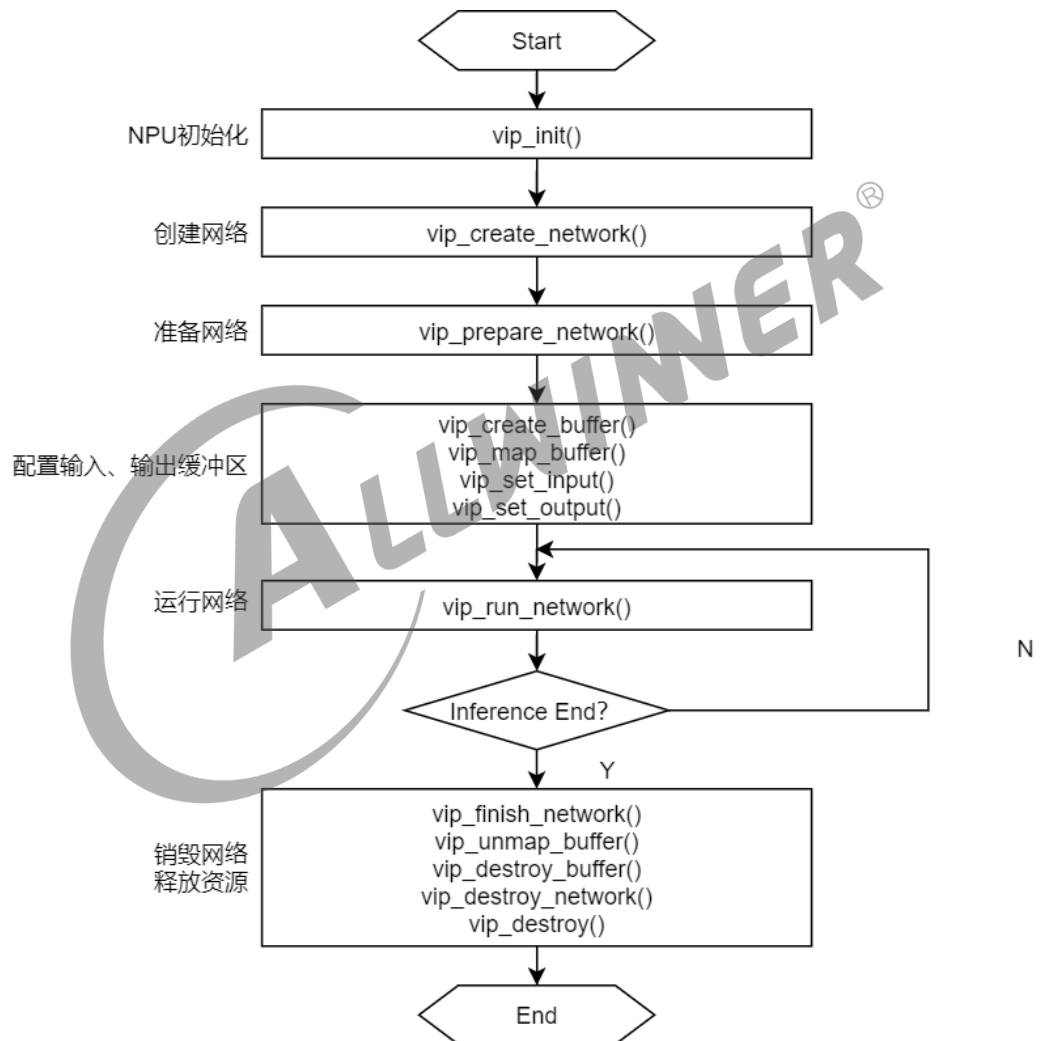 Start
NPU初始化
vip_init()
创建网络
vip_create_network()
准备网络
vip_prepare_network()
配置输入、输出缓冲区
vip_create_buffer()
vip_map_buffer()
vip_set_input()
vip_set_output()
运行网络
vip_run_network()
N
Inference End?
Y
销毁网络
释放资源
vip_finish_network()
vip_unmap_buffer()
vip_destroy_buffer()
vip_destroy_network()
vip_destroy()
End
ALLWINNER®